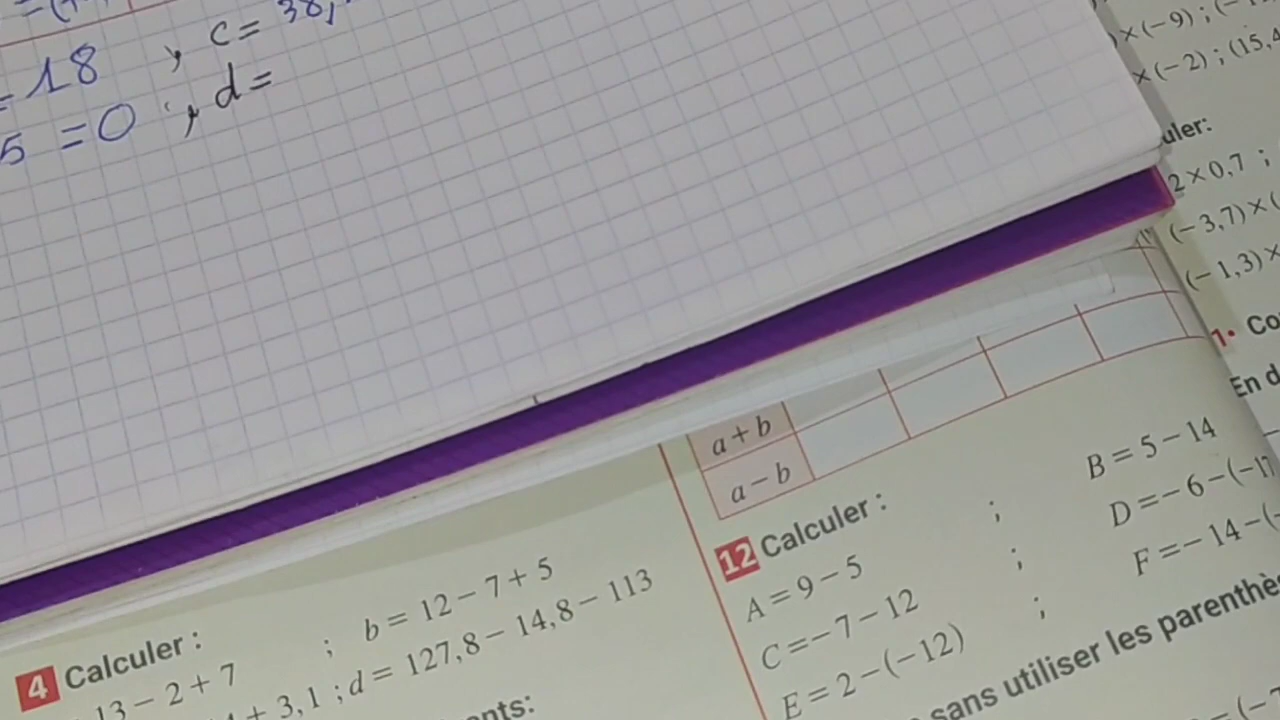 = 18 , c = 38,
5 = 0 , d =
×(−9) ;
×(−2) ; (15,4
uler:
2×0,7 ;
(−3,7)×(
(−1,3)×
1• Co
En d
a+b
a−b
4 Calculer :
13−2+7 ; b = 12−7+5
+ 3,1 ; d = 127,8−14,8−113
nts:
12 Calculer :
A = 9−5 ; B = 5−14
C =−7−12 ; D =−6−(−17
E = 2−(−12) ; F =−14−(−
sans utiliser les parenthès